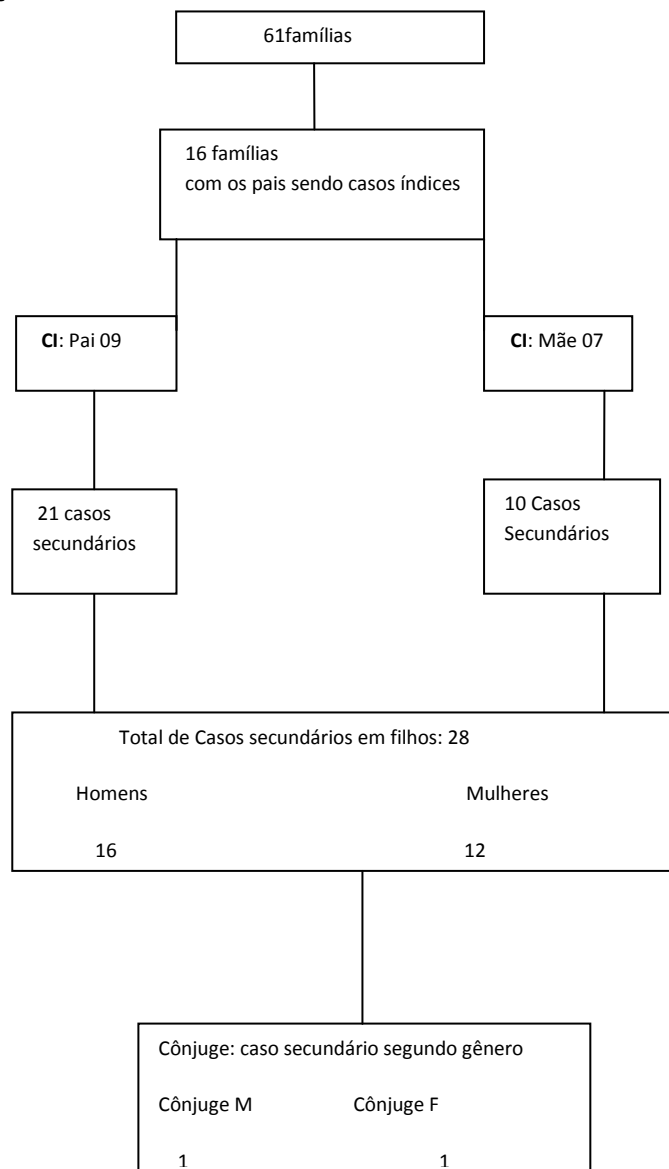 61famílias
16 famílias
com os pais sendo casos índices
CI: Pai 09
CI: Mãe 07
21 casos
secundários
10 Casos
Secundários
Total de Casos secundários em filhos: 28
Homens Mulheres
16 12
Cônjuge: caso secundário segundo gênero
Cônjuge M Cônjuge F
1 1